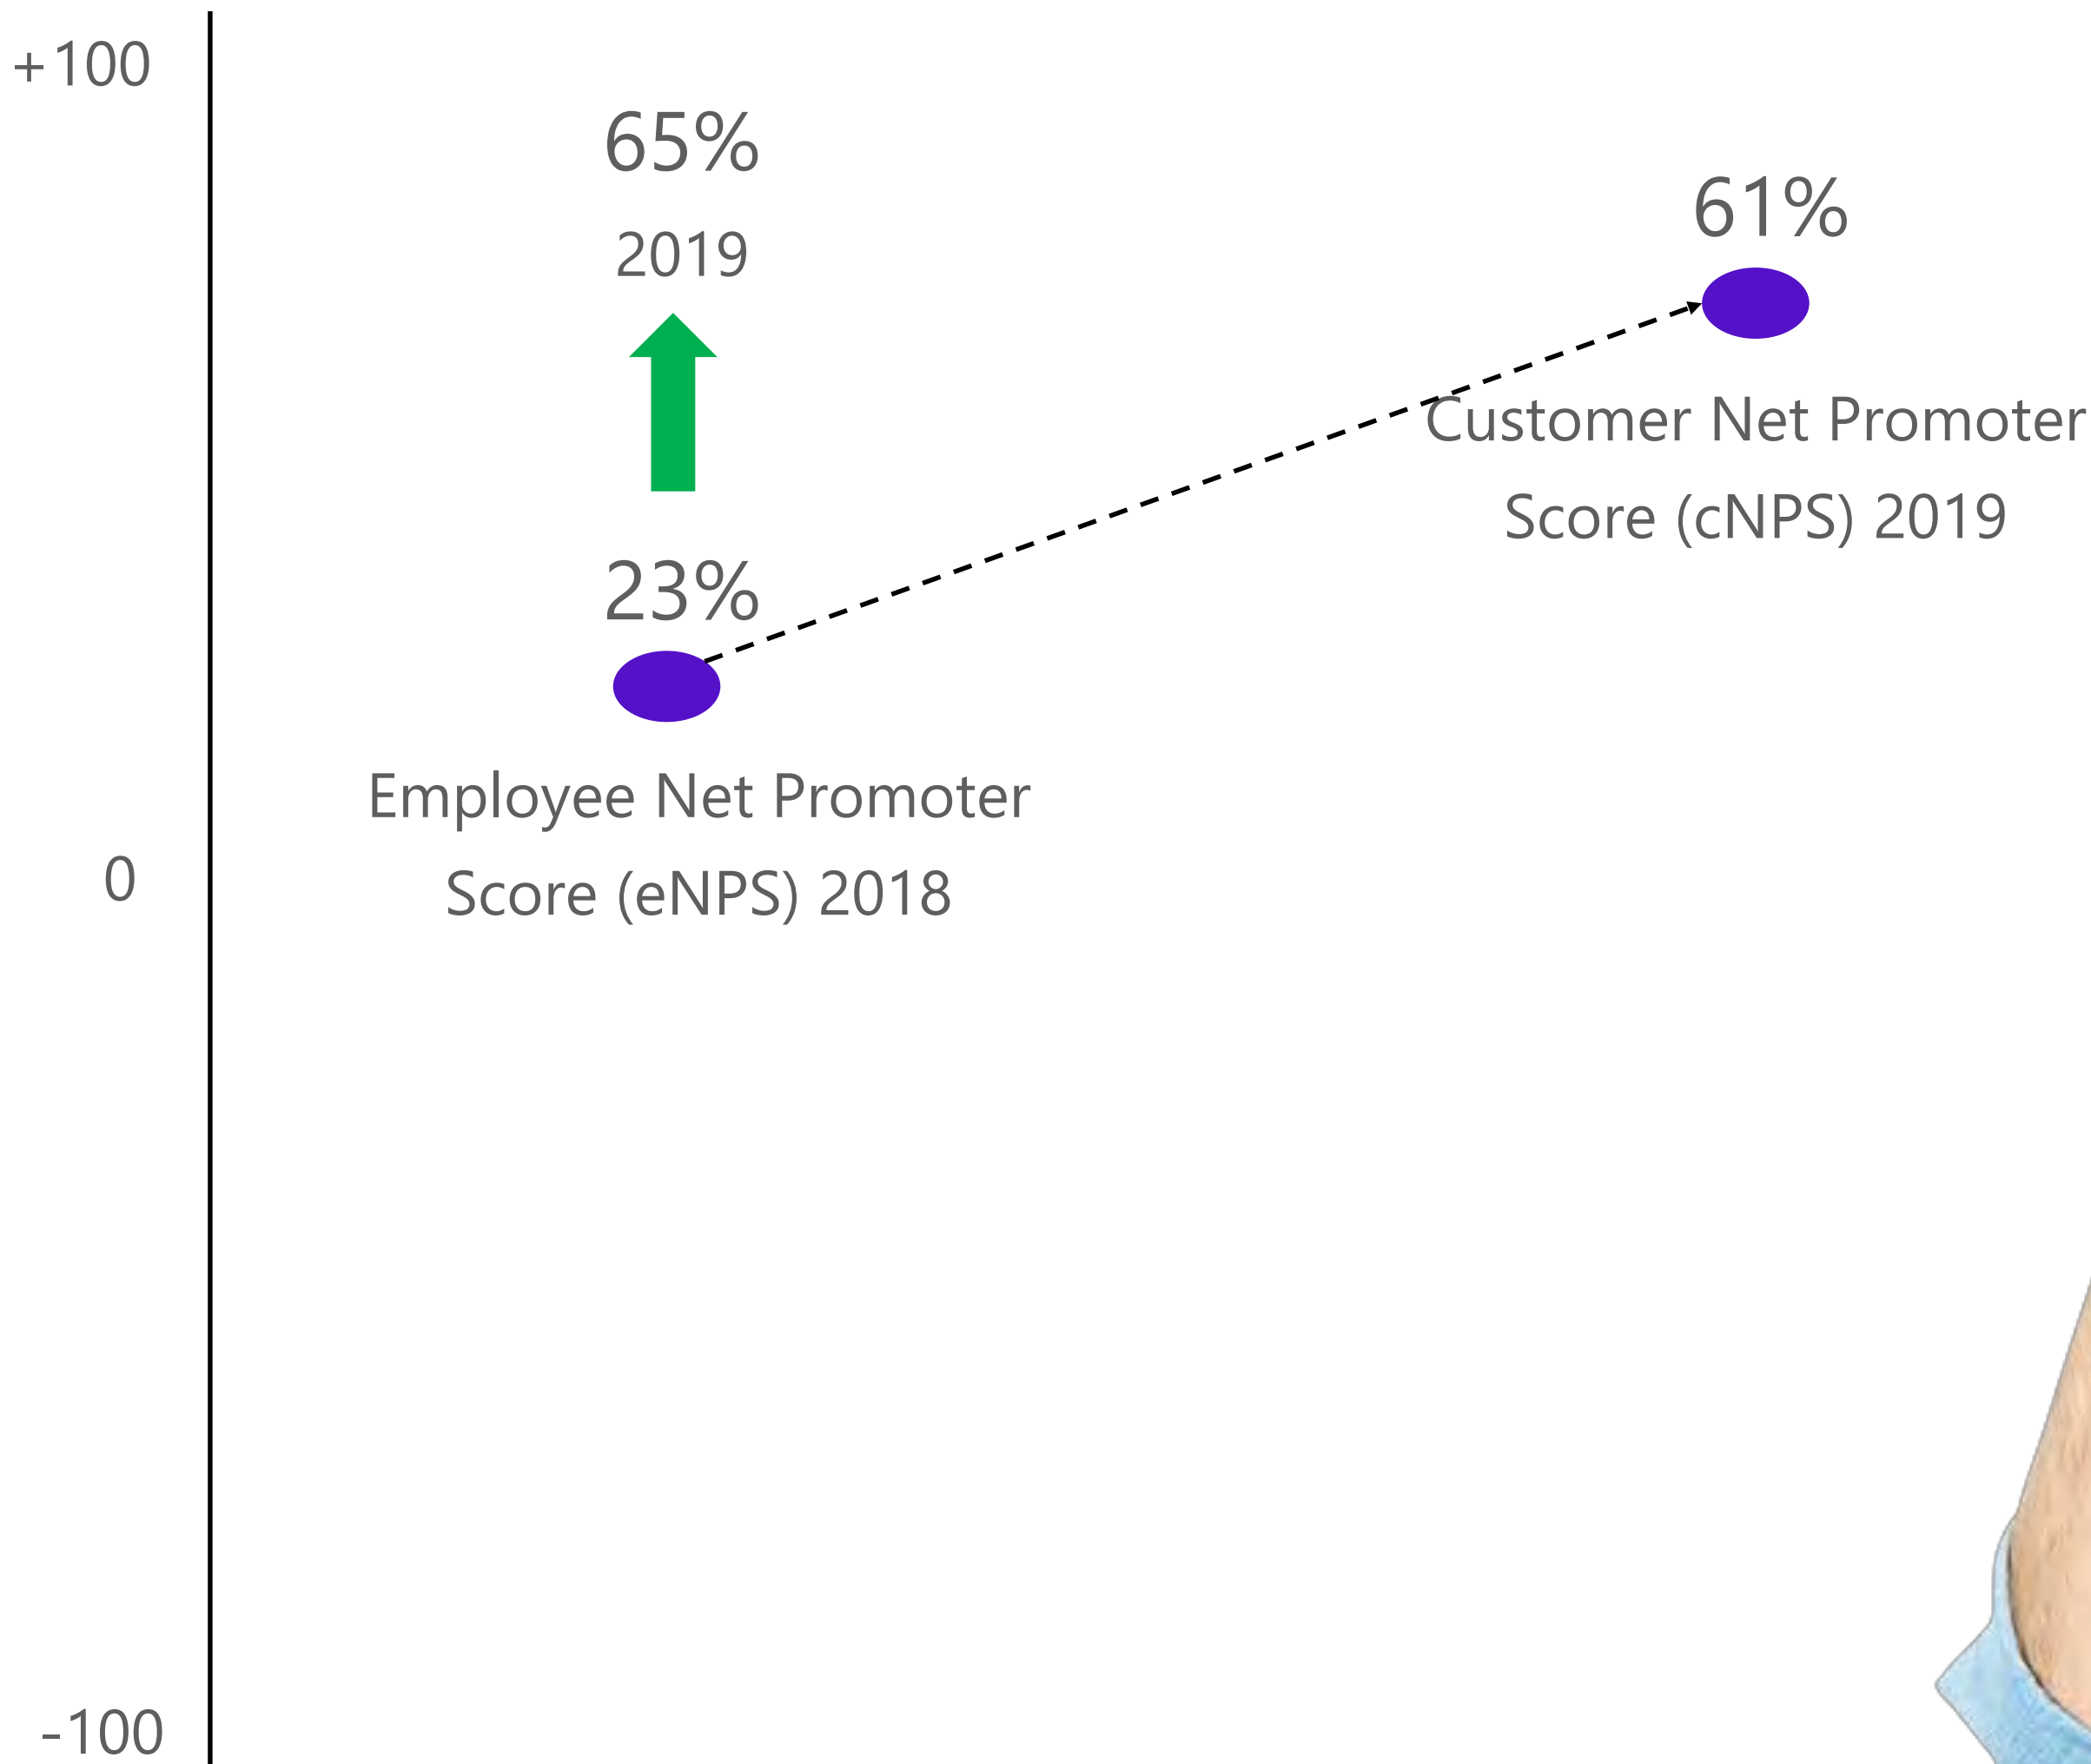 +100
65%
2019
61%
Customer Net Promoter
Score (cNPS) 2019
23%
Employee Net Promoter
Score (eNPS) 2018
0
-100